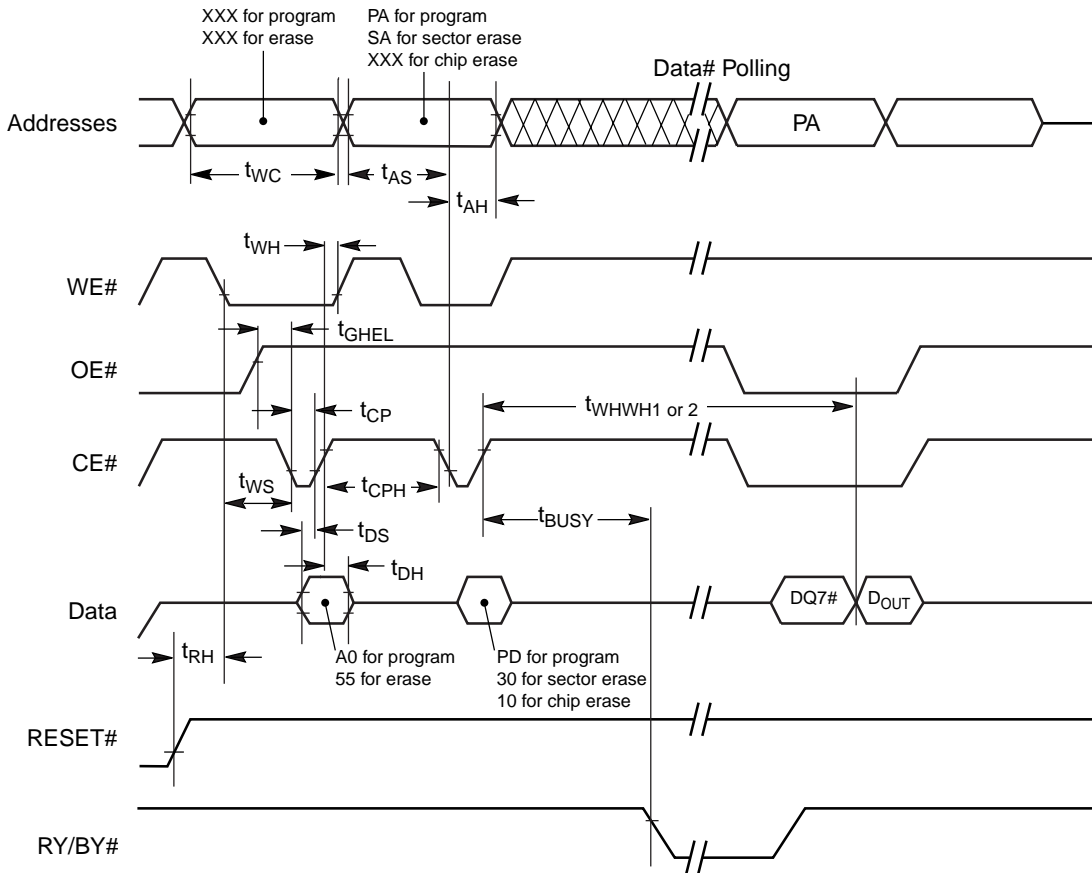 XXX for program
XXX for erase
PA for program
SA for sector erase
XXX for chip erase
Data# Polling
Addresses
PA
tWC
tAS
tAH
tWH
WE#
tGHEL
OE#
tCP
tWHWH1 or 2
CE#
tWS
tCPH
tBUSY
tDS
tDH
Data
DQ7#
DOUT
tRH
A0 for program
55 for erase
PD for program
30 for sector erase
10 for chip erase
RESET#
RY/BY#